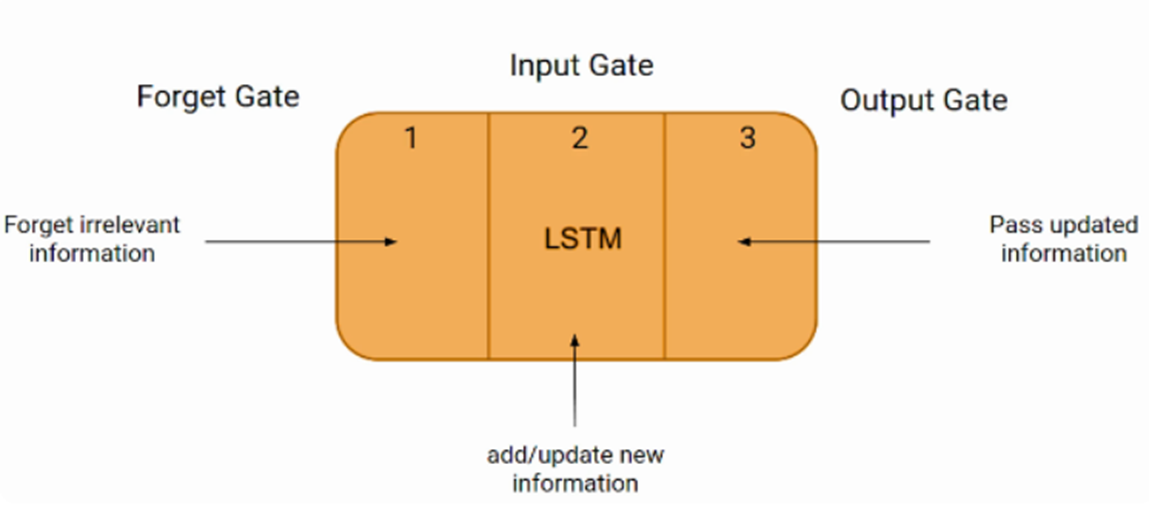 Input Gate
Forget Gate
Output Gate
1
2
3
Forget irrelevant
information
LSTM
Pass updated
information
add/update new
information